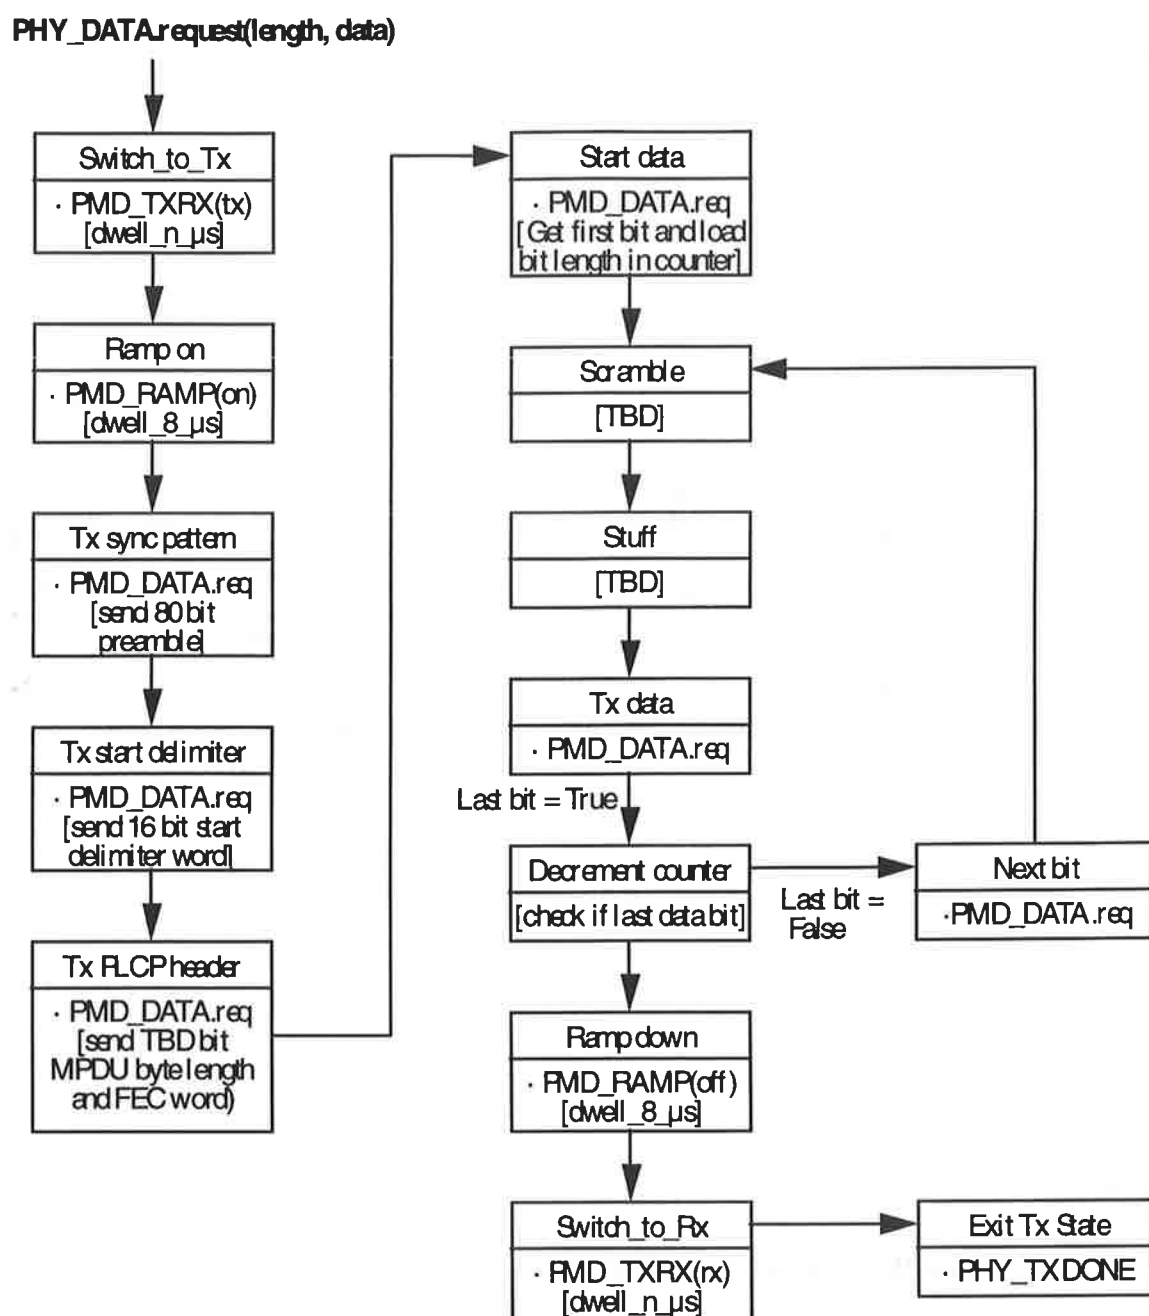 PHY_DATA.request(length, data)
Switch_to_Tx
· PMD_TXRX(tx)
[dwell_n_µs]
Ramp on
· PMD_RAMP(on)
[dwell_8_µs]
Tx sync pattern
· PMD_DATA.req
[send 80 bit
preamble]
Tx start delimiter
· PMD_DATA.req
[send 16 bit start
delimiter word]
Tx PLCP header
· PMD_DATA.req
[send TBD bit
MPDU byte length
and FEC word)
Start data
· PMD_DATA.req
[Get first bit and load
bit length in counter]
Scramble
[TBD]
Stuff
[TBD]
Tx data
· PMD_DATA.req
Last bit = True
Decrement counter
[check if last data bit]
Last bit =
False
Next bit
·PMD_DATA.req
Ramp down
· PMD_RAMP(off)
[dwell_8_µs]
Switch_to_Rx
· PMD_TXRX(rx)
[dwell_n_µs]
Exit Tx State
· PHY_TXDONE